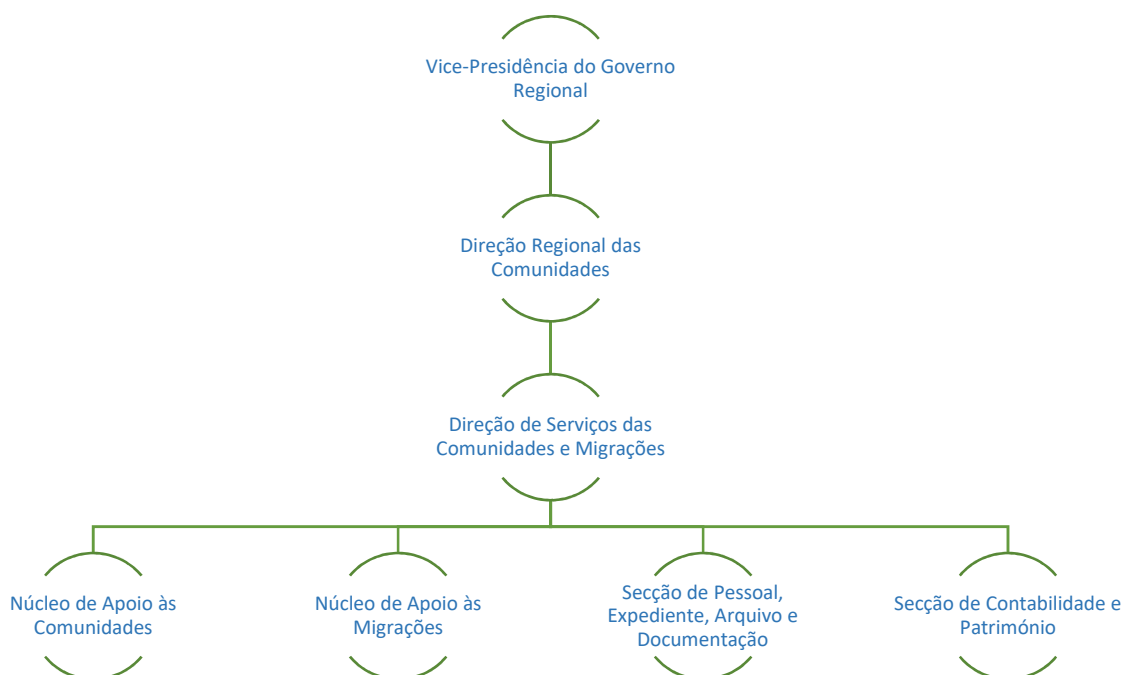 Vice-Presidência do Governo
Regional
Direção Regional das
Comunidades
Direção de Serviços das
Comunidades e Migrações
Núcleo de Apoio às
Comunidades
Núcleo de Apoio às
Migrações
Secção de Pessoal,
Expediente, Arquivo e
Documentação
Secção de Contabilidade e
Património